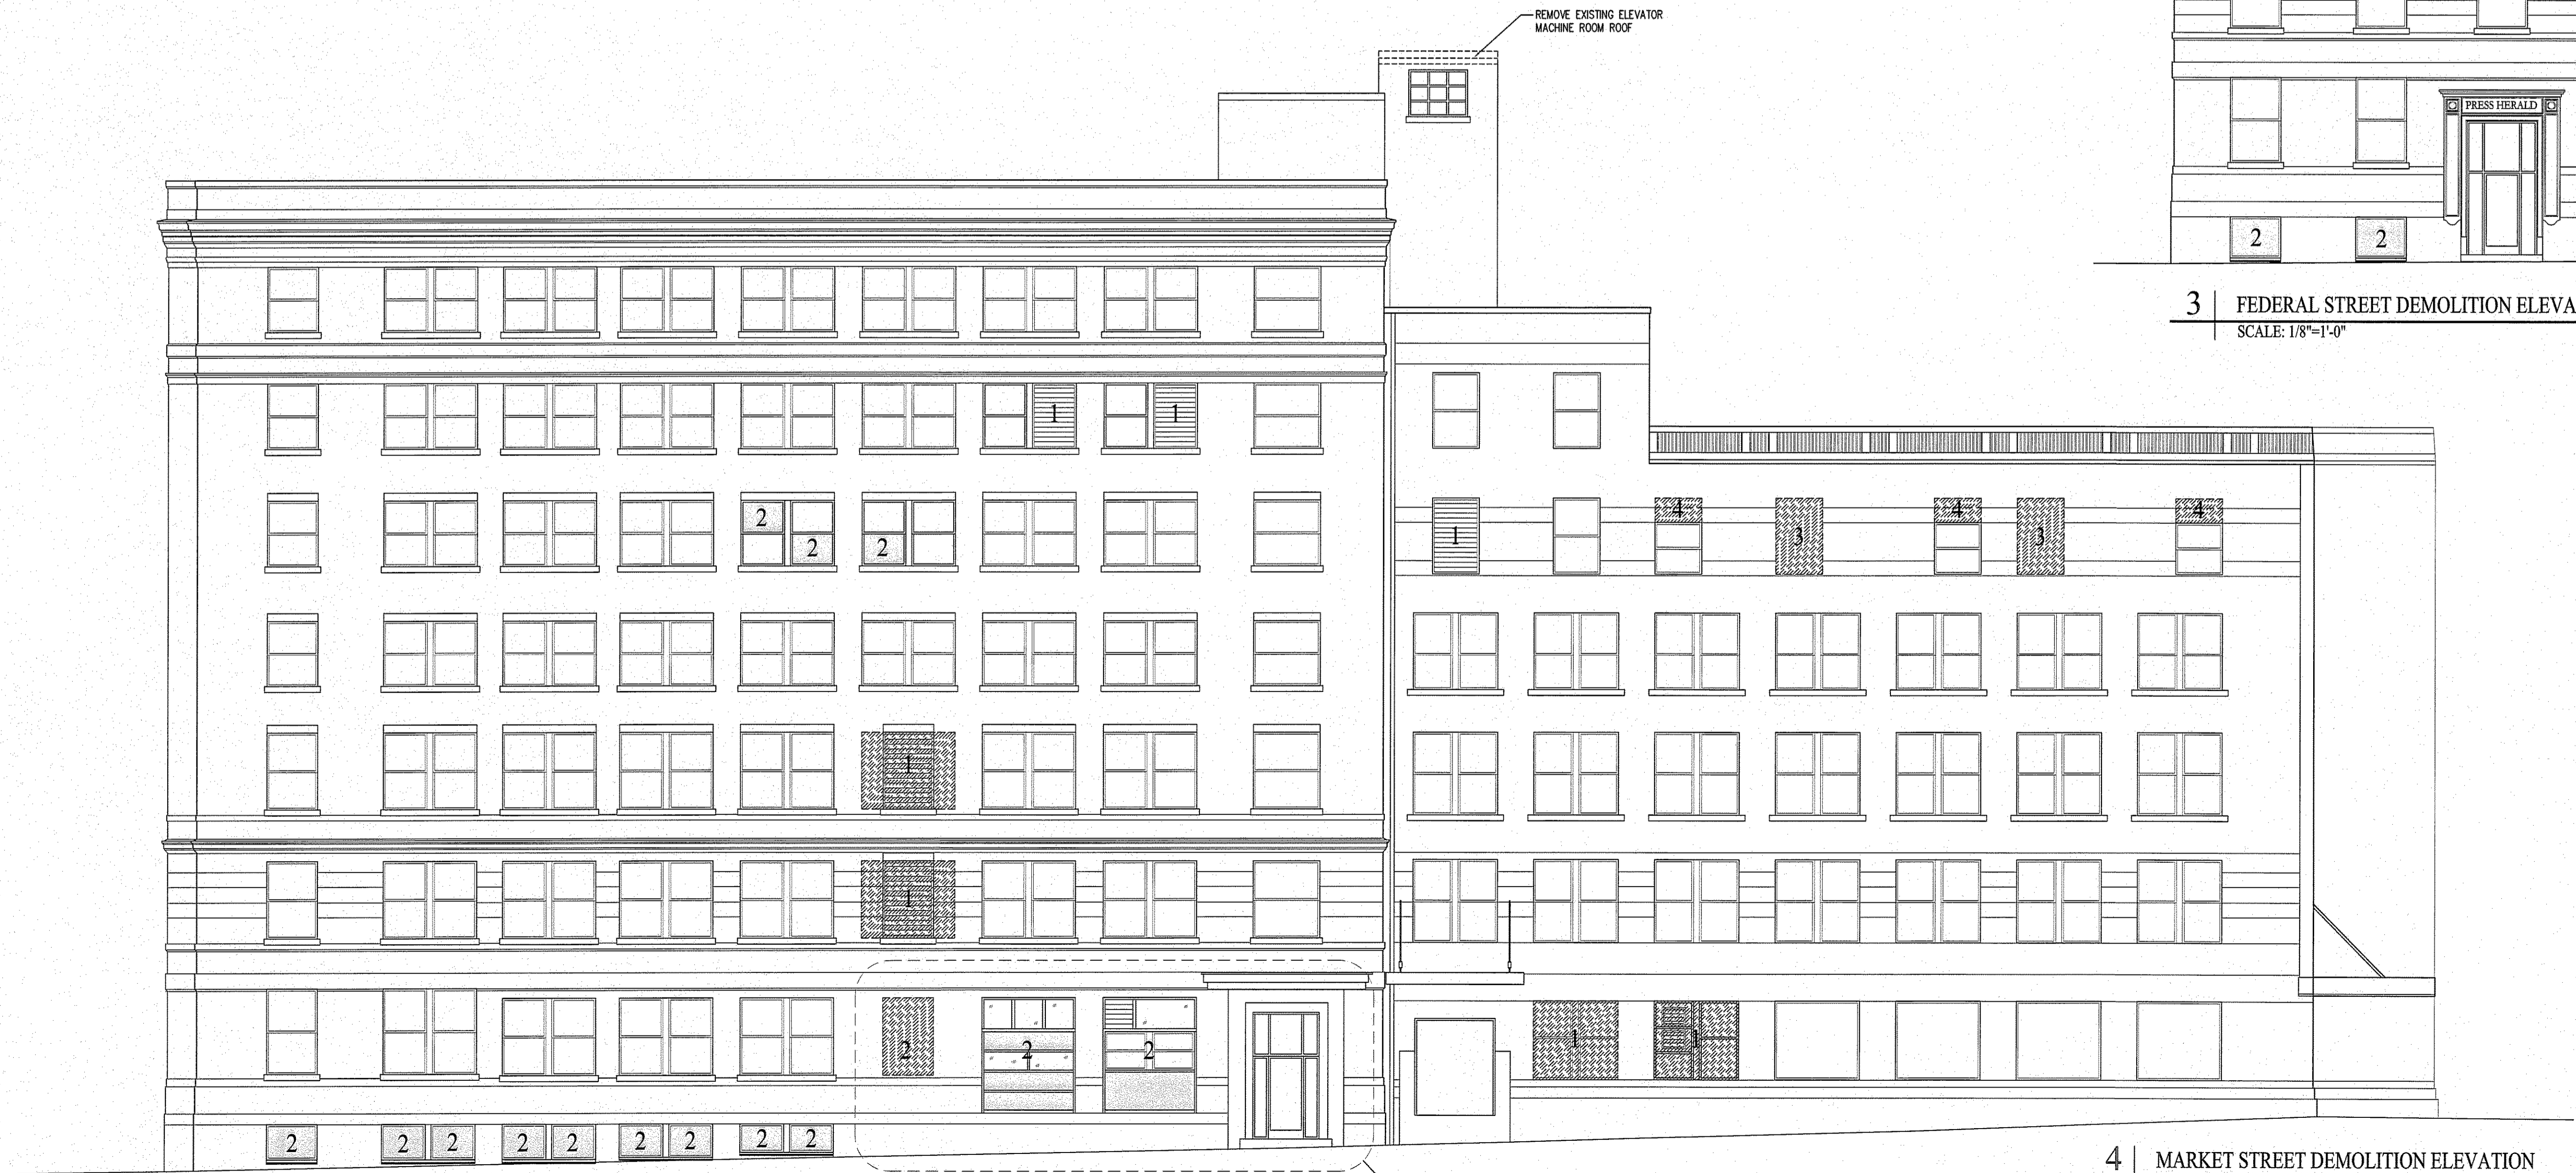 REMOVE EXISTING ELEVATOR
MACHINE ROOM ROOF
PRESS HERALD
2 2
3 FEDERAL STREET DEMOLITION ELEVA
SCALE: 1/8"=1'-0"
1 1
2 2 2
1 4 3 4 3 4
1
1
2 2 2 1 1
2 2 2 2 2 2 2 2 2
4 MARKET STREET DEMOLITION ELEVATION